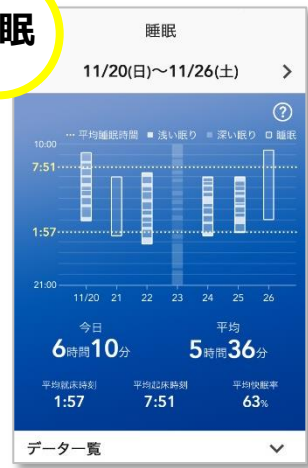 眠
睡眠
11/20(日)～11/26(土)
平均睡眠時間 浅い眠り 深い眠り 睡眠
10:00
7:51
1:57
21:00
11/20 21 22 23 24 25 26
今日 平均
6時間10分 5時間36分
平均就床時刻 平均起床時刻 平均快眠率
1:57 7:51 63%
データ一覧